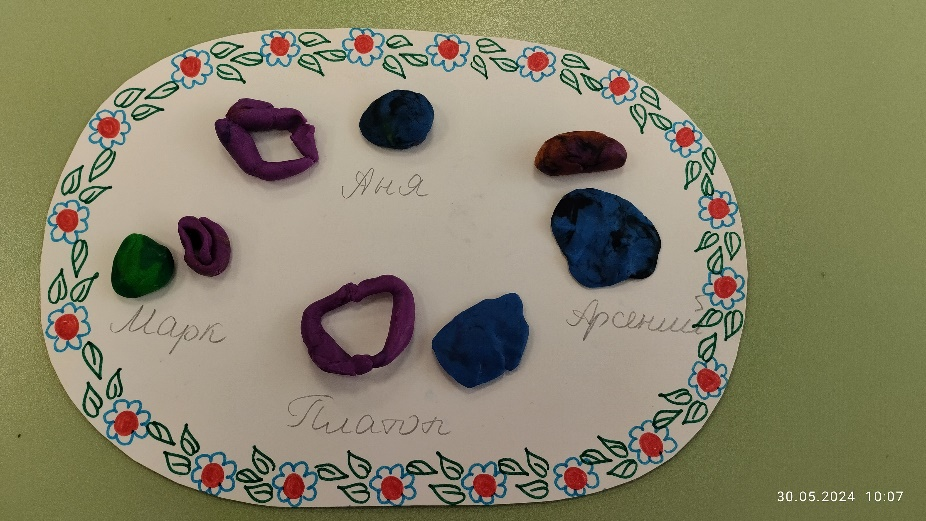 Аня
Арсений
Марк
Платон
30.05.2024 10:07